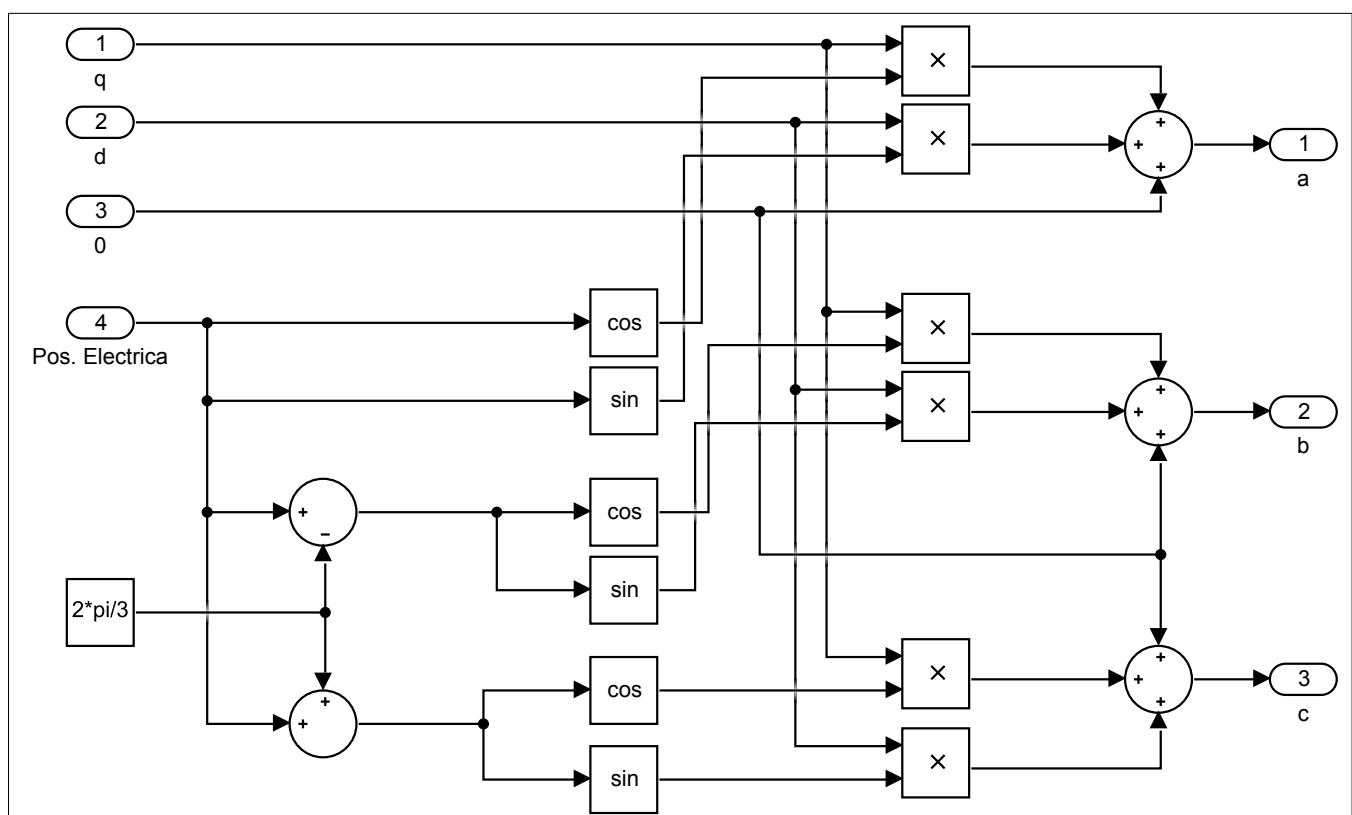 1
q
×
2
d
×
+
+
+
1
a
3
0
4
Pos. Electrica
cos
sin
×
×
+
+
+
2
b
+
−
cos
sin
2*pi/3
+
+
cos
sin
×
×
+
+
+
3
c